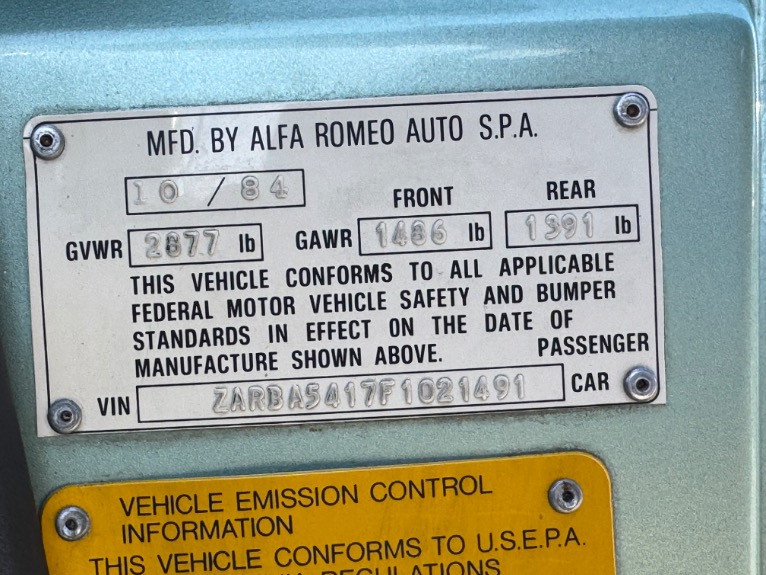 MFD. BY ALFA ROMEO AUTO S.P.A.
10 / 84
FRONT REAR
GVWR 2877 lb GAWR 1486 lb 1391 lb
THIS VEHICLE CONFORMS TO ALL APPLICABLE
FEDERAL MOTOR VEHICLE SAFETY AND BUMPER
STANDARDS IN EFFECT ON THE DATE OF
MANUFACTURE SHOWN ABOVE. PASSENGER
VIN ZARBA5417F1021491 CAR
VEHICLE EMISSION CONTROL
INFORMATION
THIS VEHICLE CONFORMS TO U.S.E.P.A.
REGULATIONS